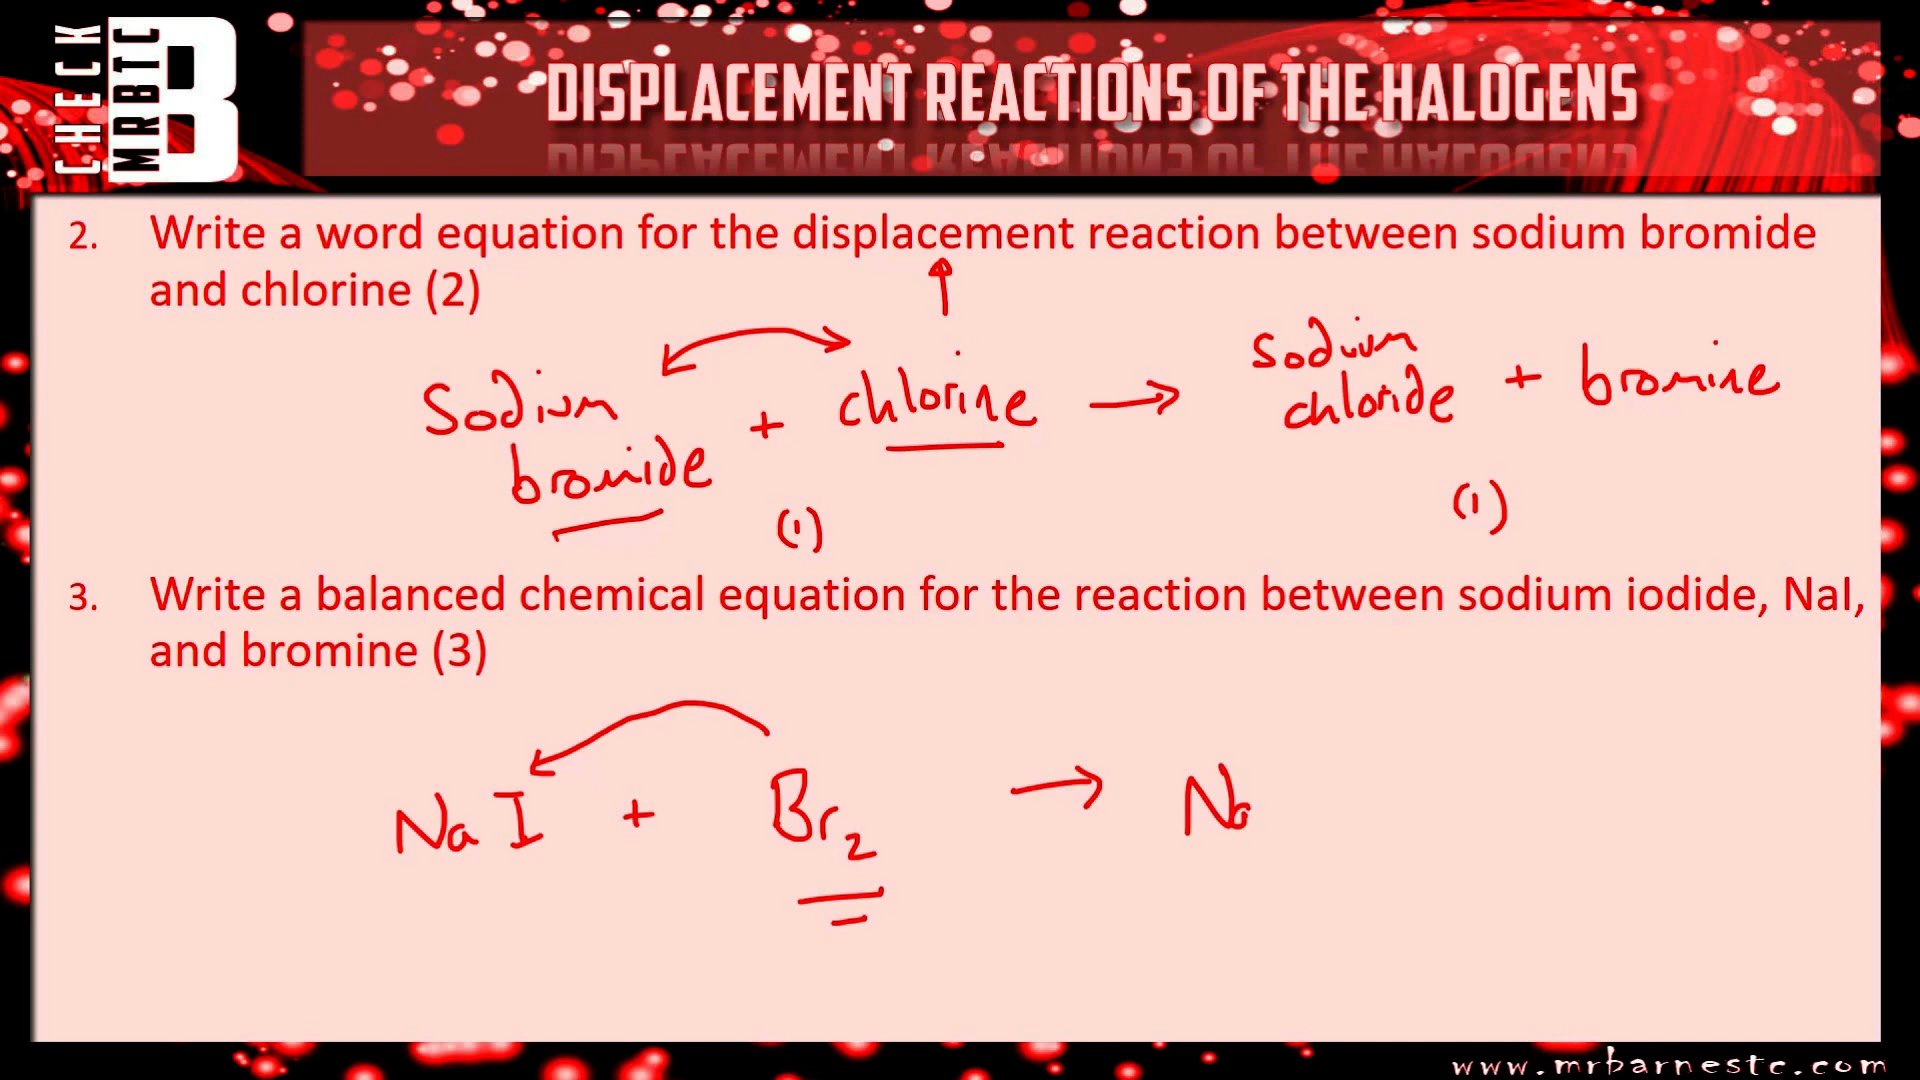 CHECK
MRBTC
B
DISPLACEMENT REACTIONS OF THE HALOGENS
2. Write a word equation for the displacement reaction between sodium bromide
and chlorine (2)
Sodium bromide + chlorine → sodium chloride + bromine
(1) (1)
3. Write a balanced chemical equation for the reaction between sodium iodide, NaI,
and bromine (3)
NaI + Br₂ → Na
www.mrbarnestc.com